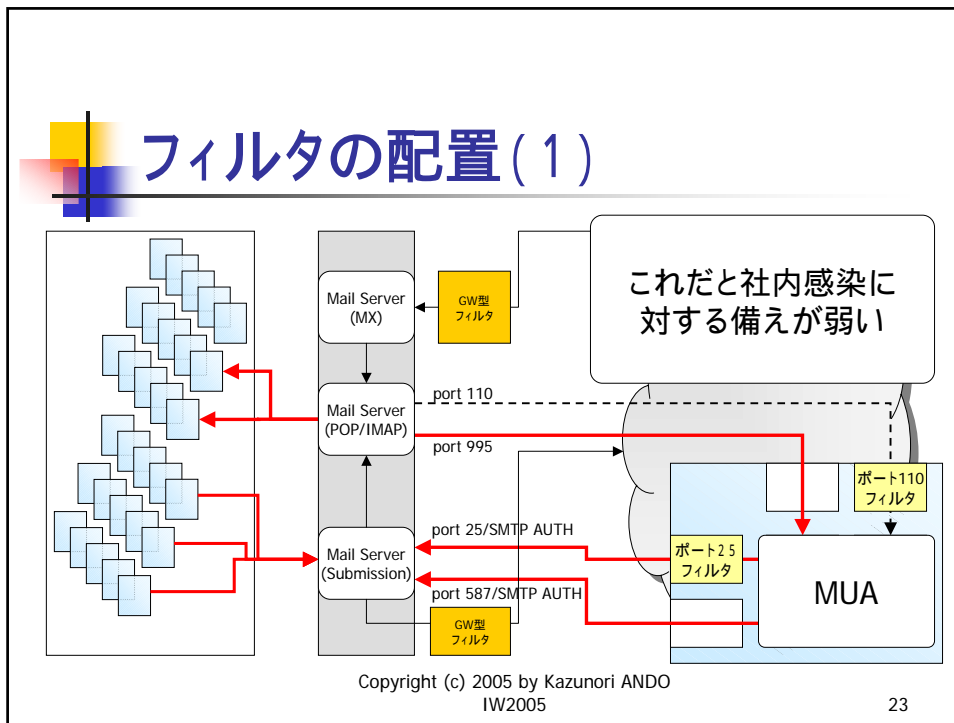 フィルタの配置(1)
これだと社内感染に
対する備えが弱い
Mail Server
(MX)
GW型
フィルタ
Mail Server
(POP/IMAP)
port 110
port 995
ポート110
フィルタ
Mail Server
(Submission)
port 25/SMTP AUTH
ポート25
フィルタ
port 587/SMTP AUTH
MUA
GW型
フィルタ
Copyright (c) 2005 by Kazunori ANDO
IW2005
23